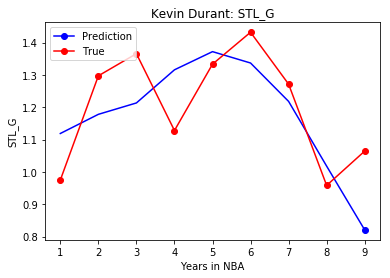 Kevin Durant: STL_G
Prediction
True
STL_G
1.4
1.3
1.2
1.1
1.0
0.9
0.8
1 2 3 4 5 6 7 8 9
Years in NBA